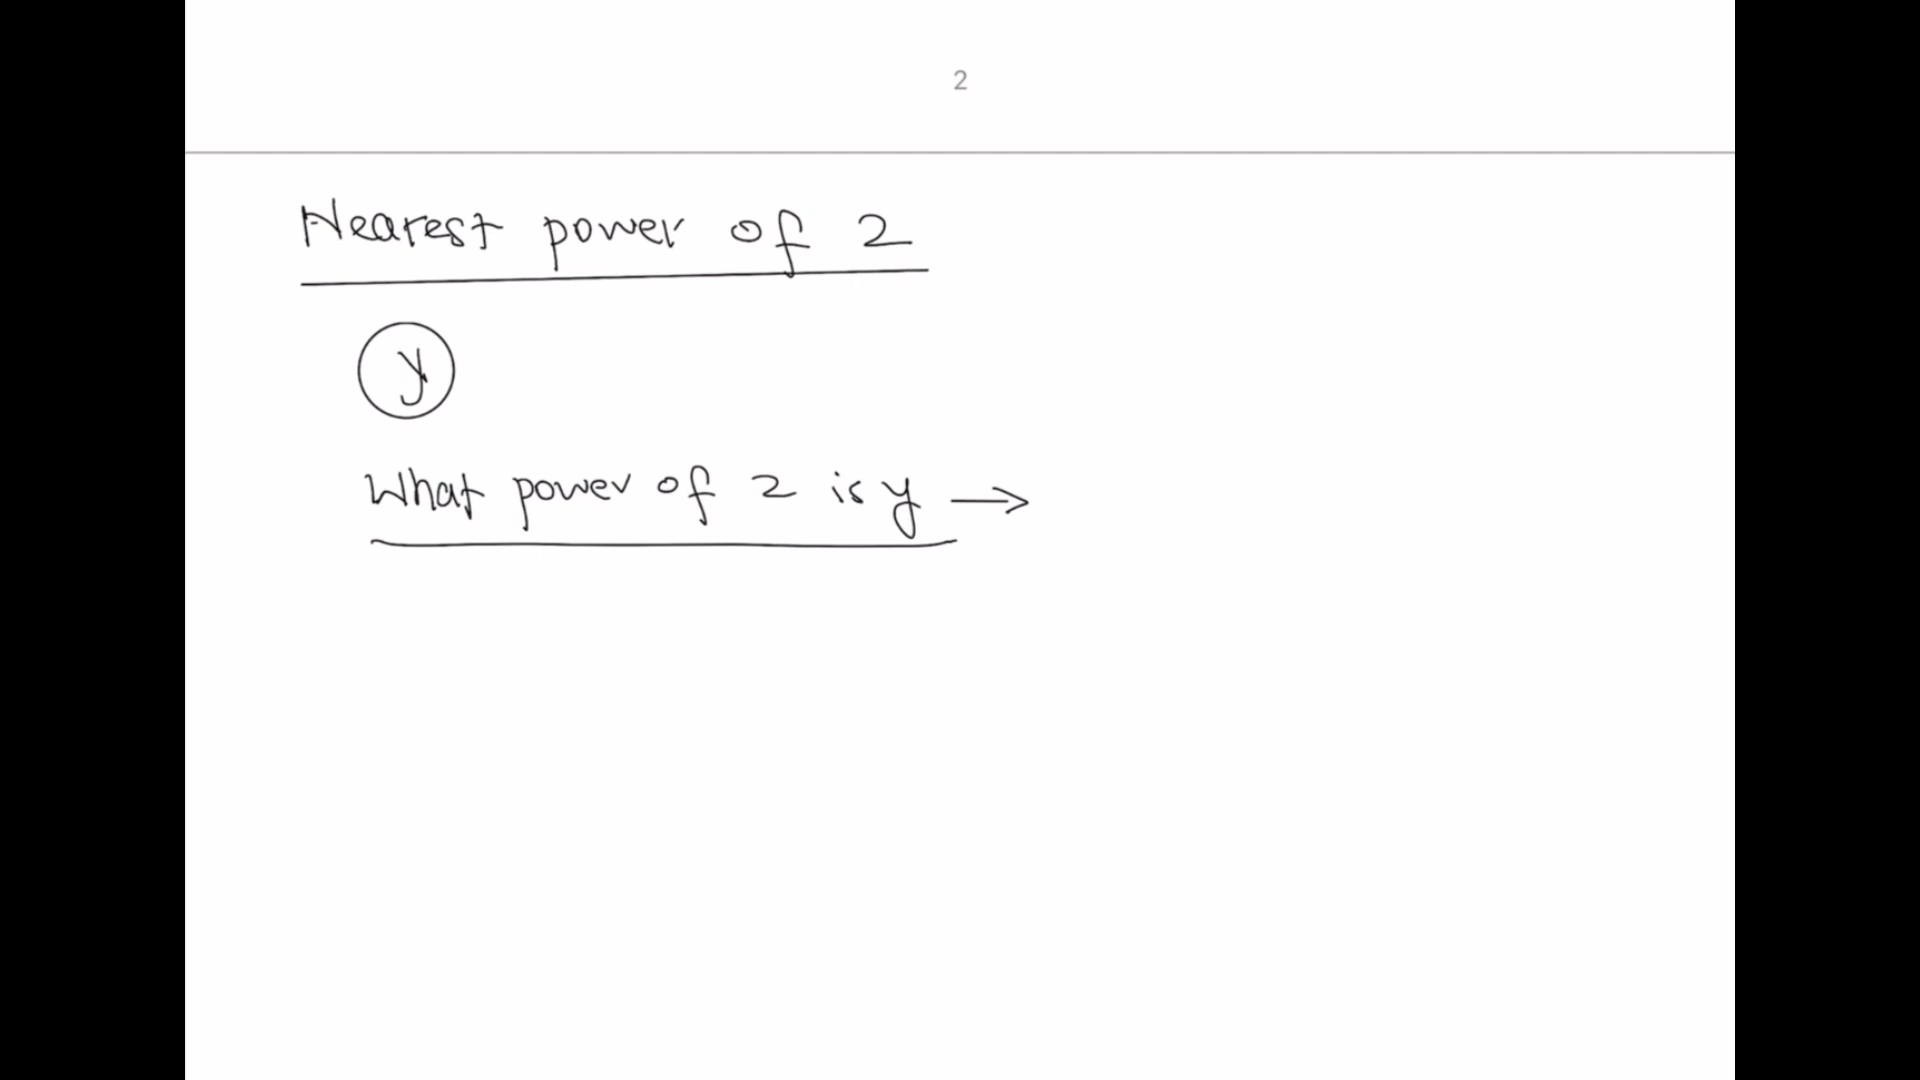 2
Nearest power of 2
y
What power of 2 is y →